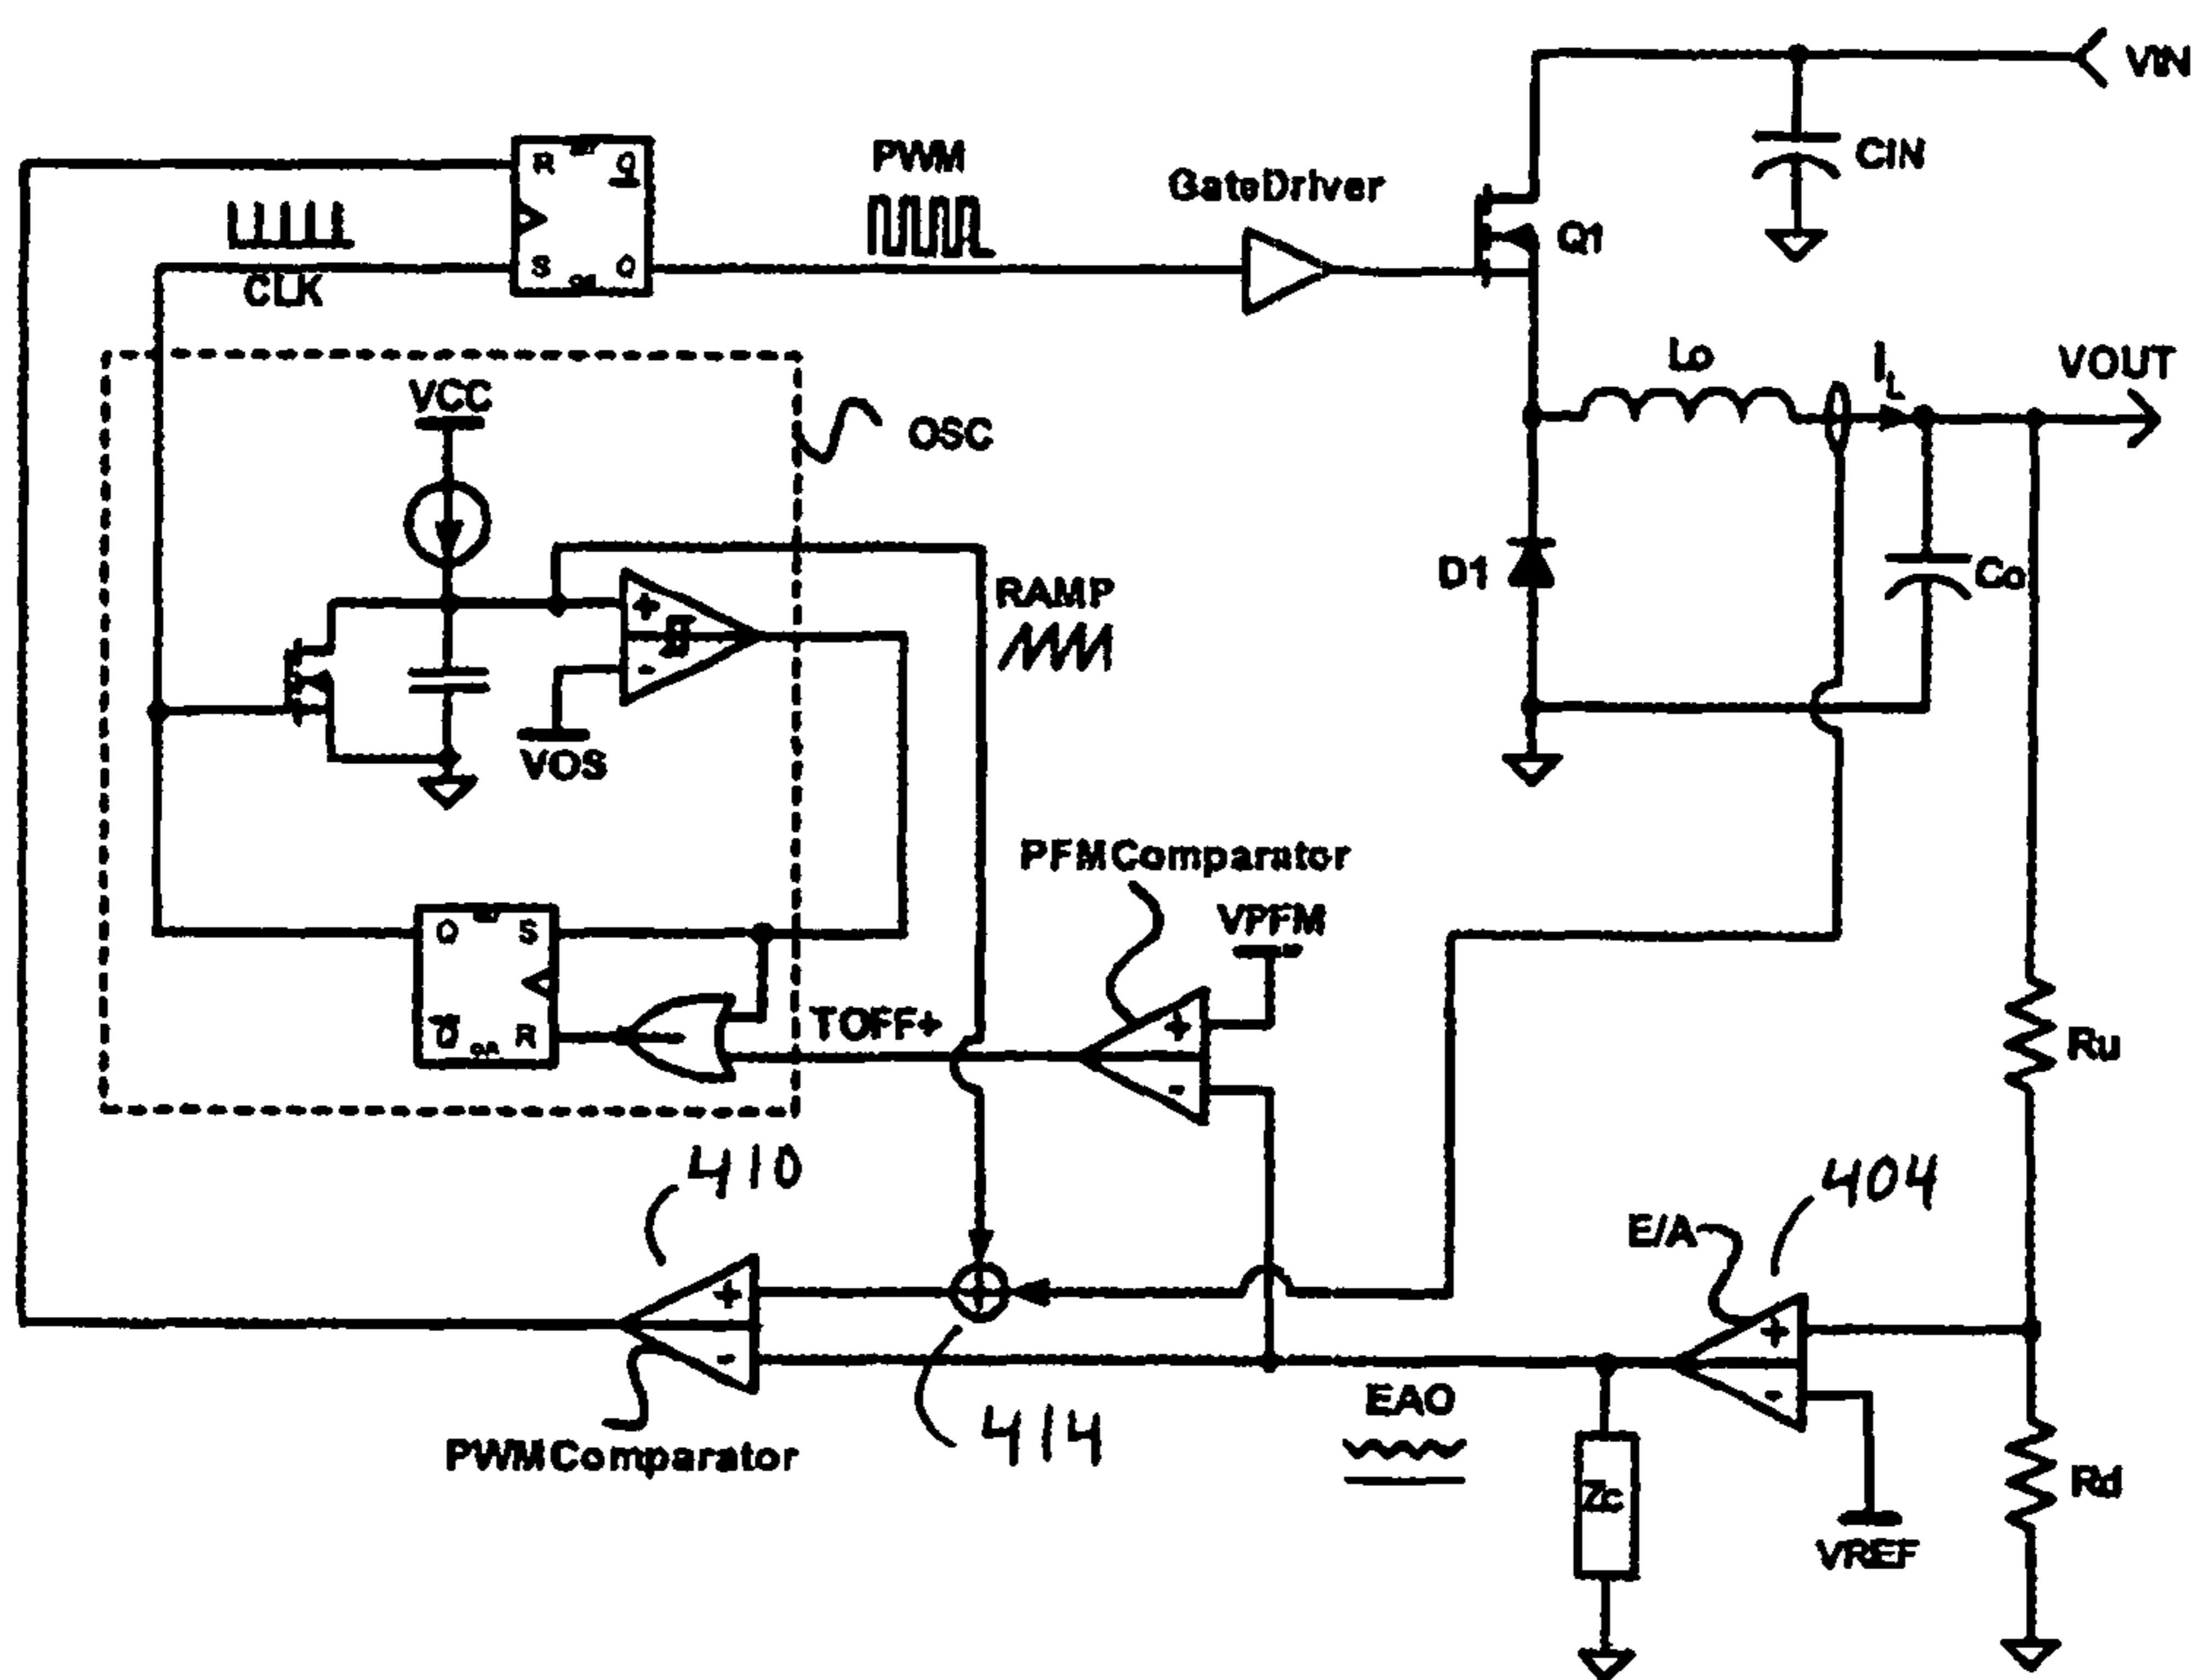 VIN
CIN
R Q
PWM
GateDriver
Q1
CLK
S Q
Lo
IL
VOUT
VCC
OSC
RAMP
D1
Co
+
-
VOS
PFMComparator
VPFM
Q S
TOFF+
+
-
Q R
Ru
410
404
E/A
+
-
+
-
EAO
414
PWMComparator
Zc
VREF
Rd